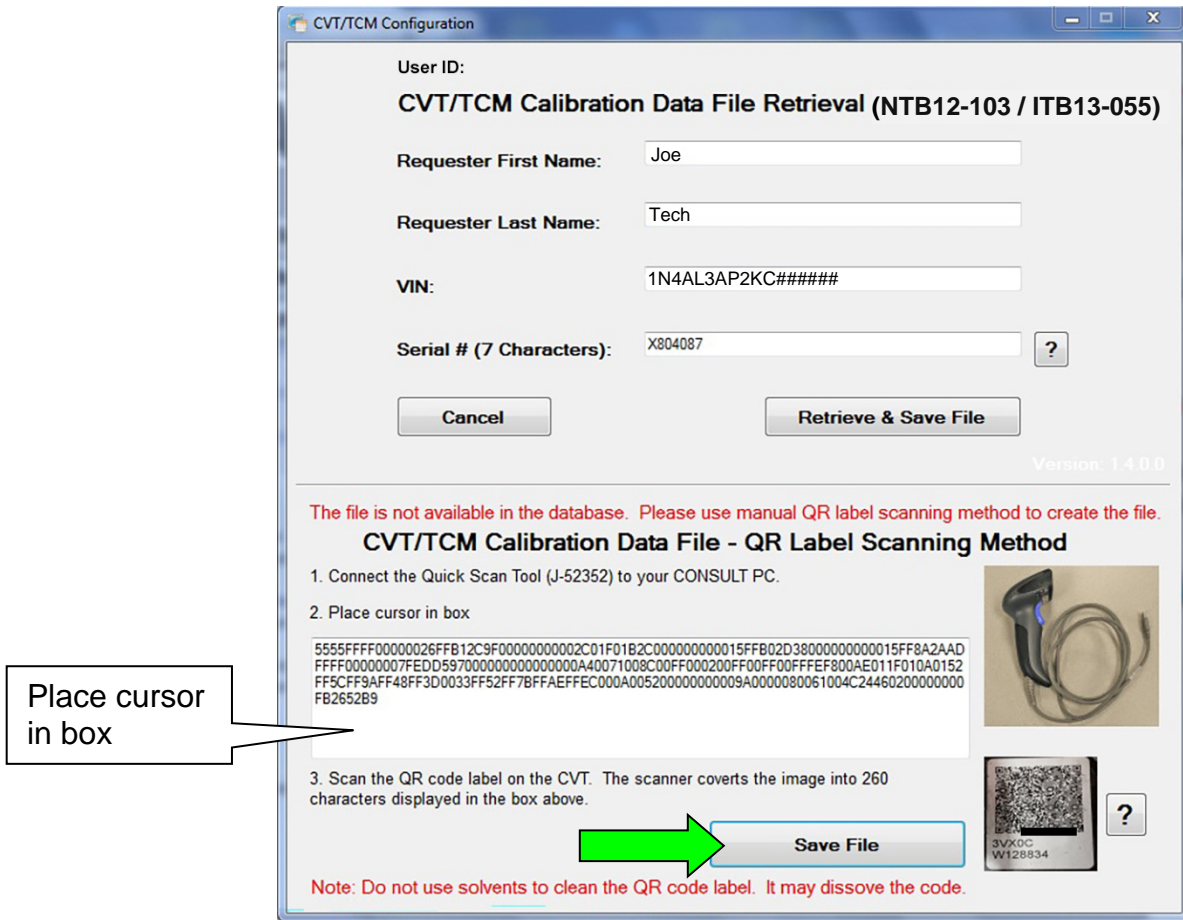 CVT/TCM Configuration
User ID:
CVT/TCM Calibration Data File Retrieval (NTB12-103 / ITB13-055)
Requester First Name: Joe
Requester Last Name: Tech
VIN: 1N4AL3AP2KC######
Serial # (7 Characters): X804087 ?
Cancel Retrieve & Save File
Version: 1.4.0.0
The file is not available in the database. Please use manual QR label scanning method to create the file.
CVT/TCM Calibration Data File - QR Label Scanning Method
1. Connect the Quick Scan Tool (J-52352) to your CONSULT PC.
2. Place cursor in box
5555FFFF00000026FFB12C9F00000000002C01F01B2C000000000015FFB02D38000000000015FF8A2AAD
FFFF00000007FEDD597000000000000000A40071008C00FF000200FF00FF00FFFEF800AE011F010A0152
FF5CFF9AFF48FF3D0033FF52FF7BFFAEFFEC000A005200000000009A0000080061004C24460200000000
FB2652B9
Place cursor
in box
3. Scan the QR code label on the CVT. The scanner coverts the image into 260
characters displayed in the box above.
?
Save File
3VX0C
W128834
Note: Do not use solvents to clean the QR code label. It may dissove the code.